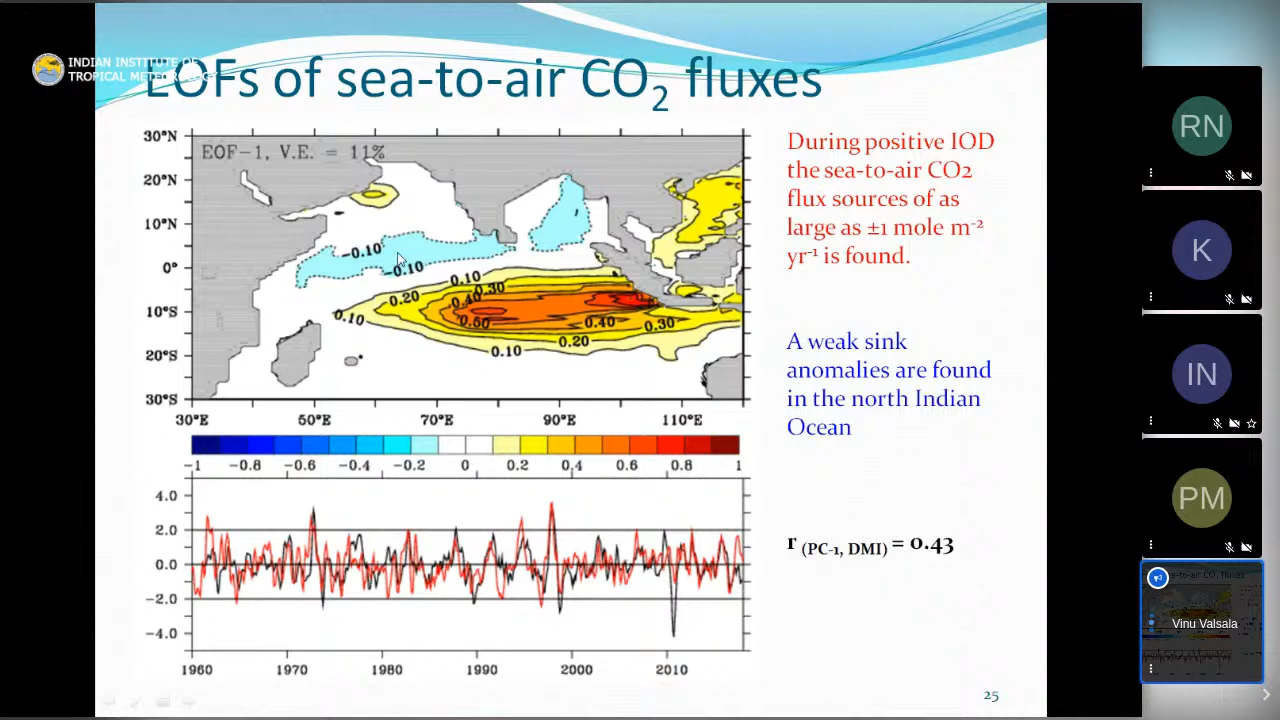 INDIAN INSTITUTE OF
TROPICAL METEOROLOGY
EOFs of sea-to-air CO2 fluxes
30°N
EOF-1, V.E. = 11%
20°N
10°N
0°
10°S
20°S
30°S
-0.10
-0.10
0.10
0.30
0.20
0.40
0.10
0.60
0.40
0.30
0.20
0.10
30°E 50°E 70°E 90°E 110°E
-1 -0.8 -0.6 -0.4 -0.2 0 0.2 0.4 0.6 0.8 1
4.0
2.0
0.0
-2.0
-4.0
1960 1970 1980 1990 2000 2010
During positive IOD
the sea-to-air CO2
flux sources of as
large as ±1 mole m⁻²
yr⁻¹ is found.
A weak sink
anomalies are found
in the north Indian
Ocean
r (PC-1, DMI) = 0.43
25
RN
K
IN
PM
Vinu Valsala